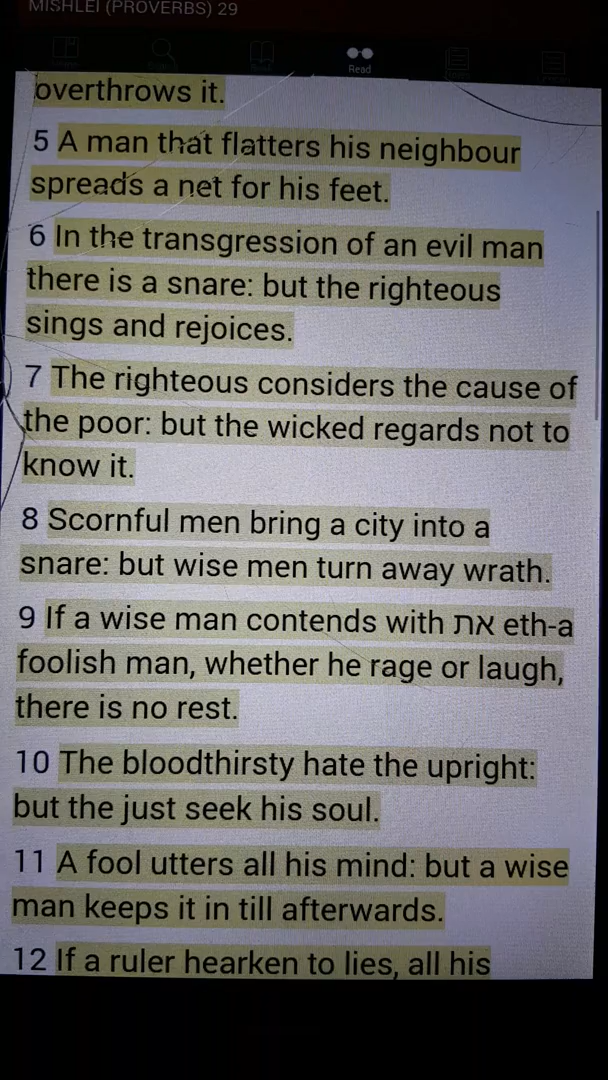 MISHLEI (PROVERBS) 29
Read
overthrows it.
5 A man that flatters his neighbour
spreads a net for his feet.
6 In the transgression of an evil man
there is a snare: but the righteous
sings and rejoices.
7 The righteous considers the cause of
the poor: but the wicked regards not to
know it.
8 Scornful men bring a city into a
snare: but wise men turn away wrath.
9 If a wise man contends with את eth-a
foolish man, whether he rage or laugh,
there is no rest.
10 The bloodthirsty hate the upright:
but the just seek his soul.
11 A fool utters all his mind: but a wise
man keeps it in till afterwards.
12 If a ruler hearken to lies, all his